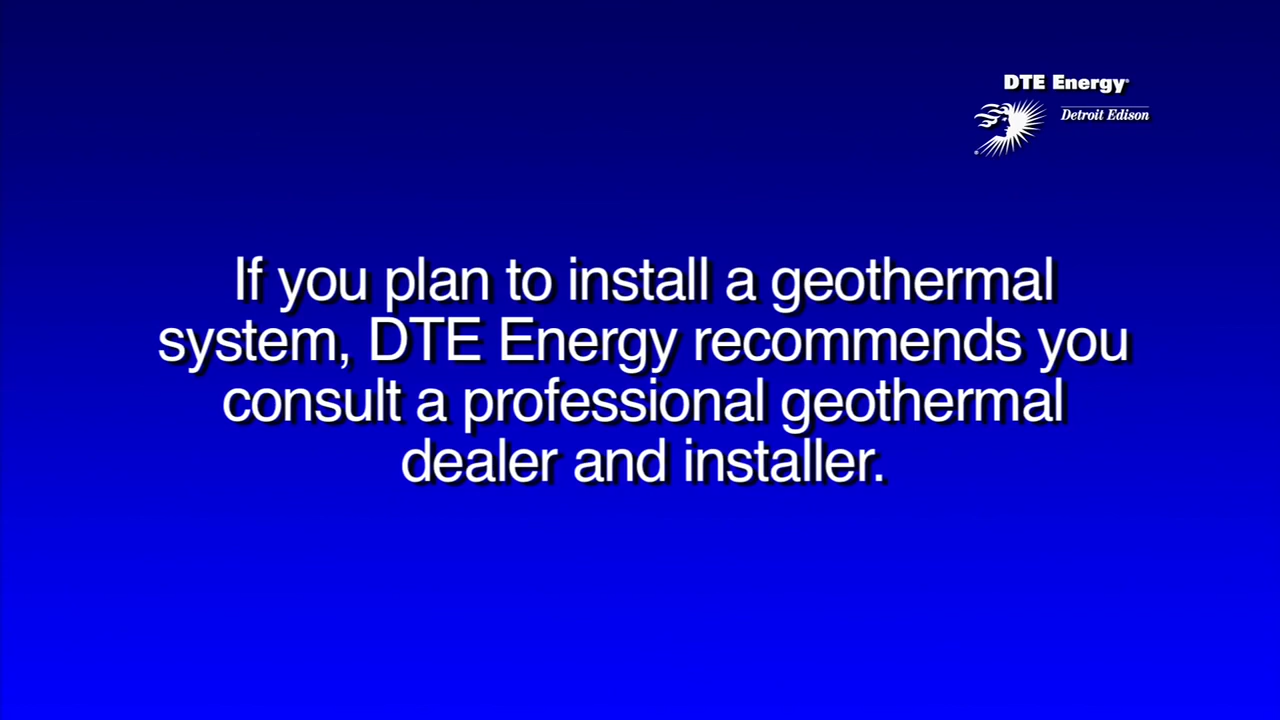 DTE Energy®
Detroit Edison
®
If you plan to install a geothermal
system, DTE Energy recommends you
consult a professional geothermal
dealer and installer.